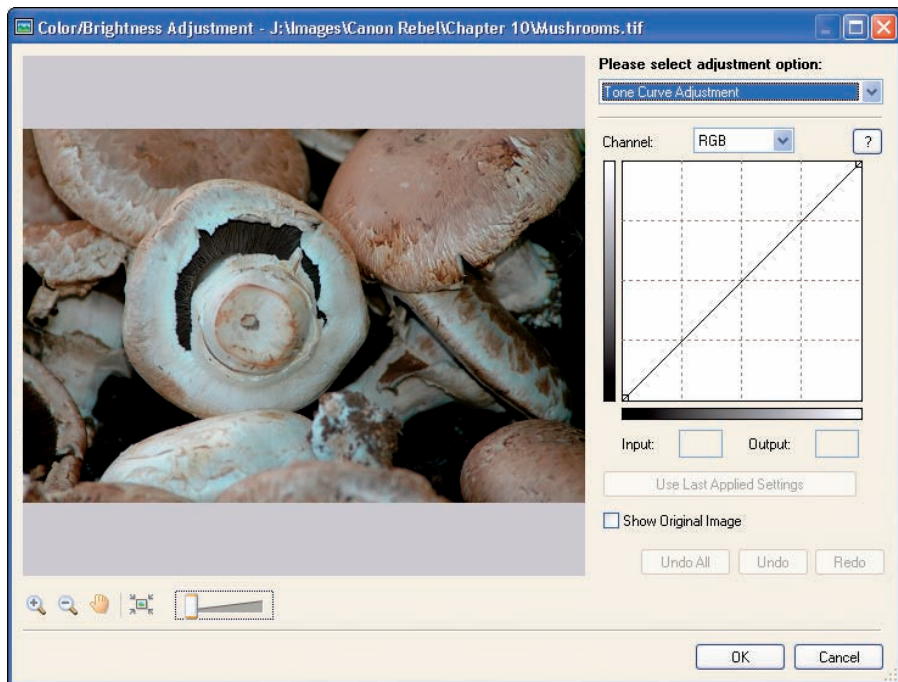 Color/Brightness Adjustment - J:\Images\Canon Rebel\Chapter 10\Mushrooms.tif
Please select adjustment option:
Tone Curve Adjustment
Channel: RGB ?
Input: Output:
Use Last Applied Settings
Show Original Image
Undo All Undo Redo
OK Cancel